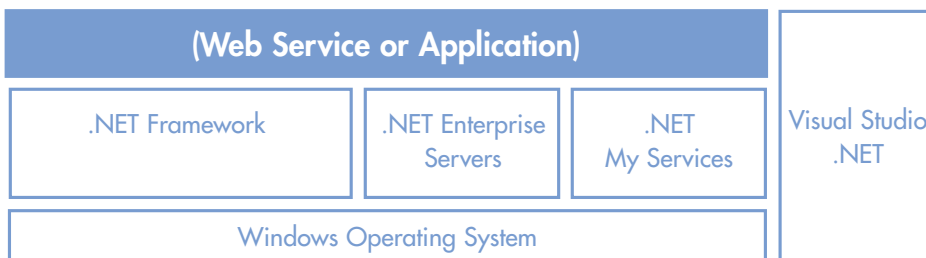 (Web Service or Application)
.NET Framework
.NET Enterprise
Servers
.NET
My Services
Visual Studio
.NET
Windows Operating System